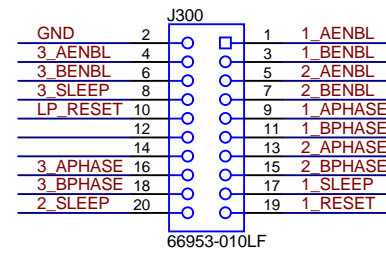 J300
GND 2 1 1_AENBL
3_AENBL 4 3 1_BENBL
3_BENBL 6 5 2_AENBL
3_SLEEP 8 7 2_BENBL
LP_RESET 10 9 1_APHASE
12 11 1_BPHASE
14 13 2_APHASE
3_APHASE 16 15 2_BPHASE
3_BPHASE 18 17 1_SLEEP
2_SLEEP 20 19 1_RESET
66953-010LF